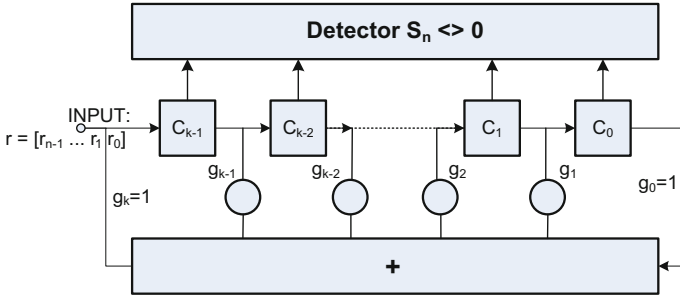 Detector Sₙ <> 0
INPUT:
r = [rₙ₋₁ ... r₁ r₀]
Cₖ₋₁
Cₖ₋₂
C₁
C₀
gₖ=1
gₖ₋₁
gₖ₋₂
g₂
g₁
g₀=1
+